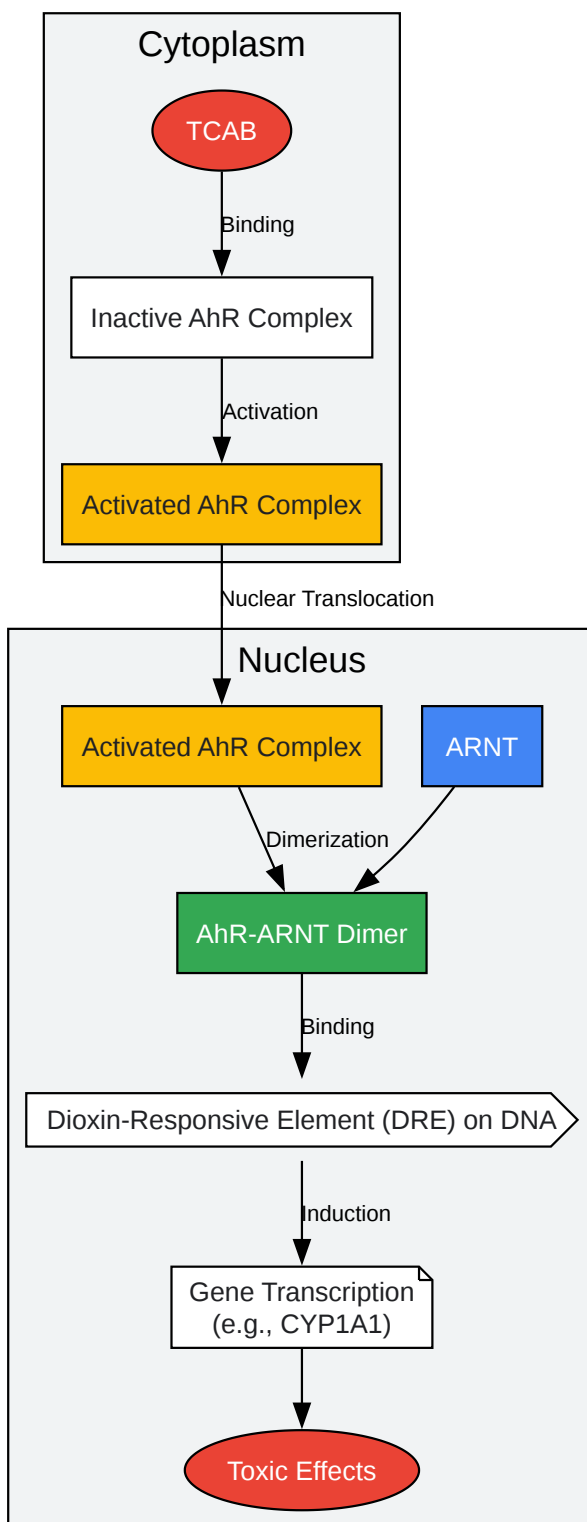 Cytoplasm
TCAB
Binding
Inactive AhR Complex
Activation
Activated AhR Complex
Nuclear Translocation
Nucleus
Activated AhR Complex
ARNT
Dimerization
AhR-ARNT Dimer
Binding
Dioxin-Responsive Element (DRE) on DNA
Induction
Gene Transcription
(e.g., CYP1A1)
Toxic Effects